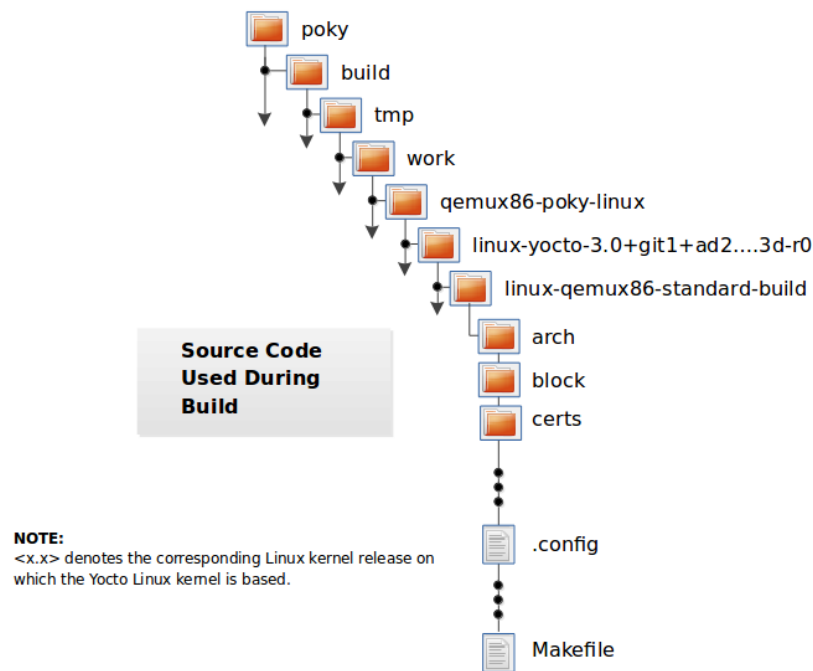 poky
build
tmp
work
qemux86-poky-linux
linux-yocto-3.0+git1+ad2....3d-r0
linux-qemux86-standard-build
arch
block
certs
Source Code
Used During
Build
.config
NOTE:
<x.x> denotes the corresponding Linux kernel release on
which the Yocto Linux kernel is based.
Makefile